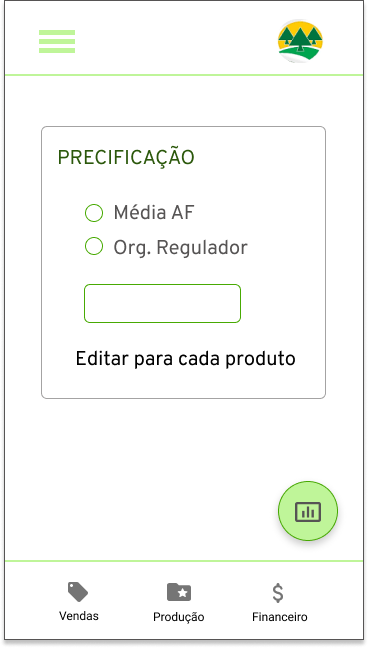 PRECIFICAÇÃO
Média AF
Org. Regulador
Editar para cada produto
Vendas
Produção
Financeiro